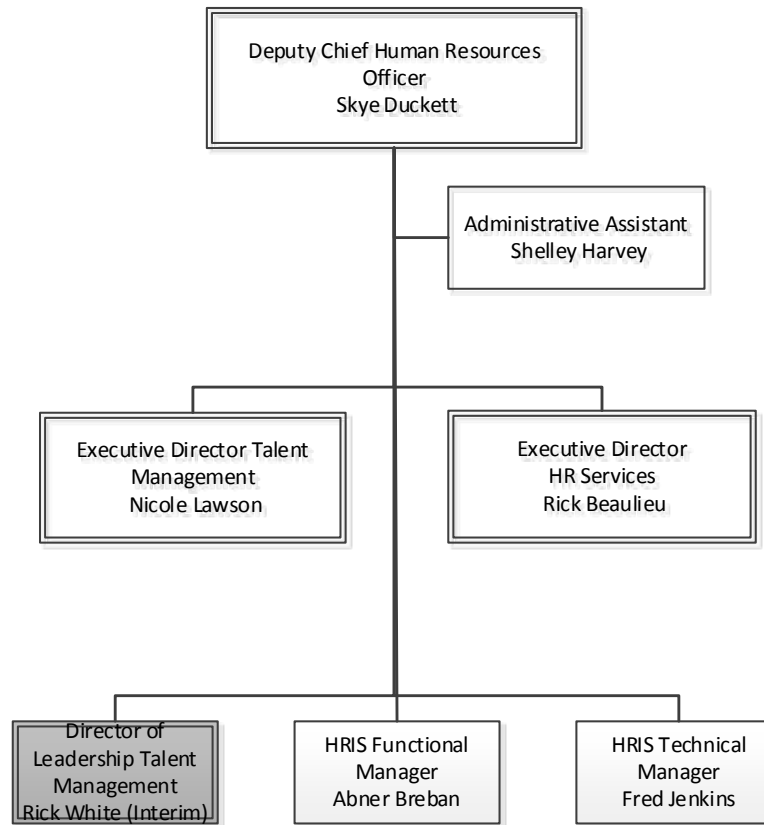 Deputy Chief Human Resources
Officer
Skye Duckett
Administrative Assistant
Shelley Harvey
Executive Director Talent
Management
Nicole Lawson
Executive Director
HR Services
Rick Beaulieu
Director of
Leadership Talent
Management
Rick White (Interim)
HRIS Functional
Manager
Abner Breban
HRIS Technical
Manager
Fred Jenkins